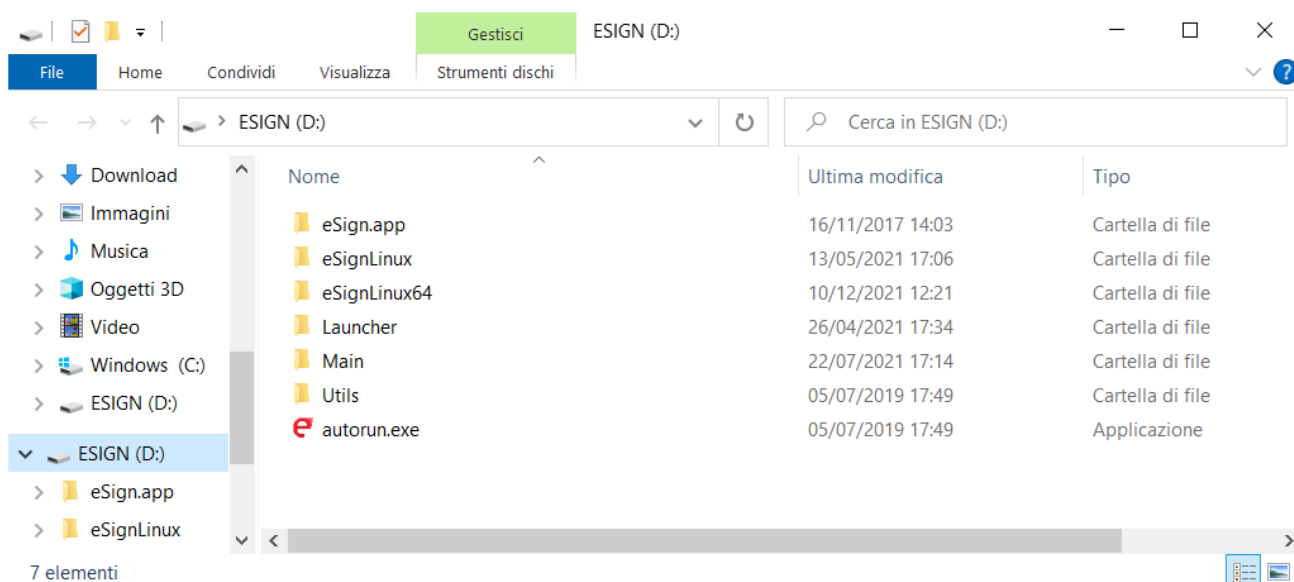 Gestisci ESIGN (D:)
File Home Condividi Visualizza Strumenti dischi ?
ESIGN (D:) Cerca in ESIGN (D:)
Download Nome Ultima modifica Tipo
Immagini
Musica
Oggetti 3D
Video
Windows (C:)
ESIGN (D:)
ESIGN (D:)
eSign.app
eSignLinux
eSign.app 16/11/2017 14:03 Cartella di file
eSignLinux 13/05/2021 17:06 Cartella di file
eSignLinux64 10/12/2021 12:21 Cartella di file
Launcher 26/04/2021 17:34 Cartella di file
Main 22/07/2021 17:14 Cartella di file
Utils 05/07/2019 17:49 Cartella di file
autorun.exe 05/07/2019 17:49 Applicazione
7 elementi